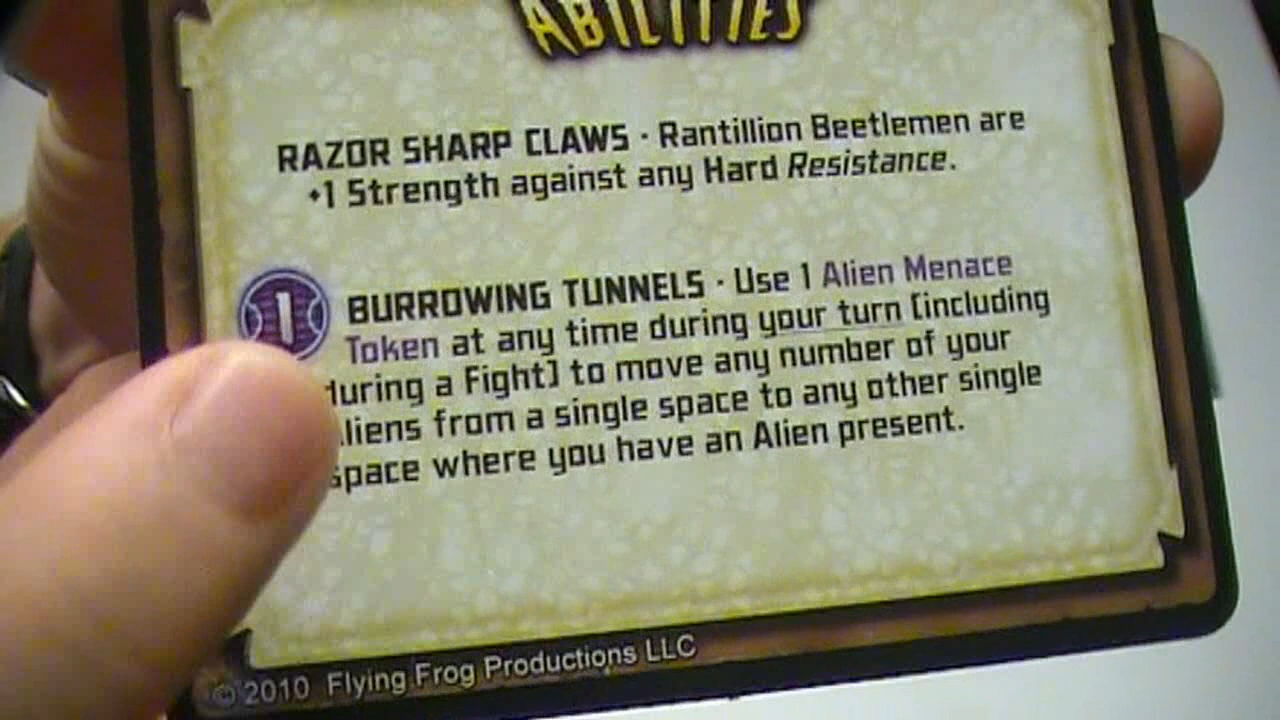 ABILITIES
RAZOR SHARP CLAWS · Rantillion Beetlemen are
+1 Strength against any Hard Resistance.
1
BURROWING TUNNELS · Use 1 Alien Menace
Token at any time during your turn [including
during a Fight] to move any number of your
Aliens from a single space to any other single
space where you have an Alien present.
© 2010 Flying Frog Productions LLC